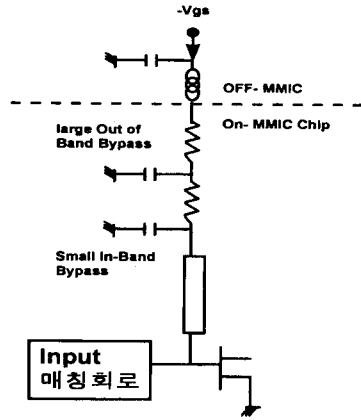 -Vgs
OFF- MMIC
On- MMIC Chip
large Out of
Band Bypass
Small In-Band
Bypass
Input
매칭회로